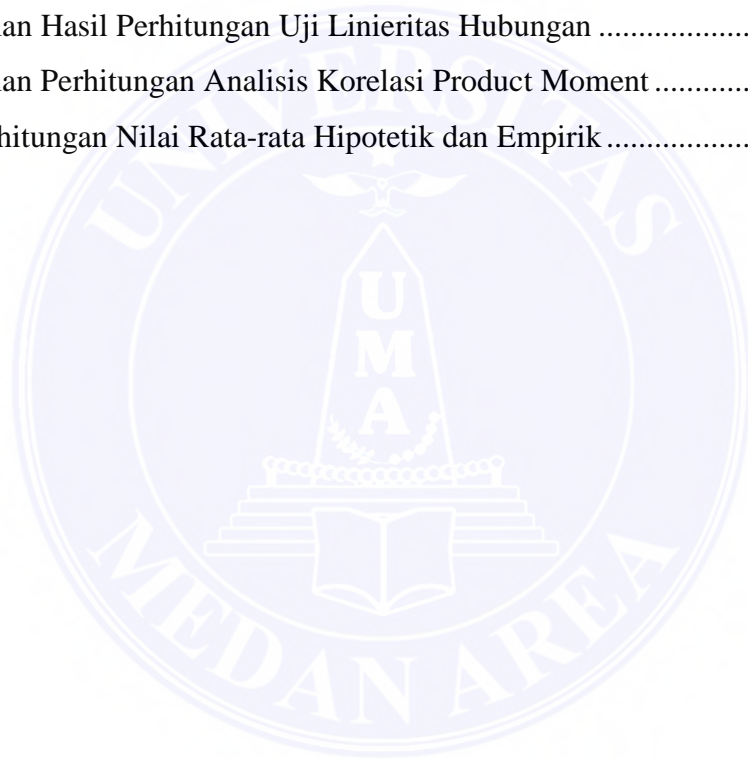 an Hasil Perhitungan Uji Linieritas Hubungan ...................
an Perhitungan Analisis Korelasi Product Moment ............
hitungan Nilai Rata-rata Hipotetik dan Empirik ..................
UNIVERSITAS
UMA
MEDAN AREA